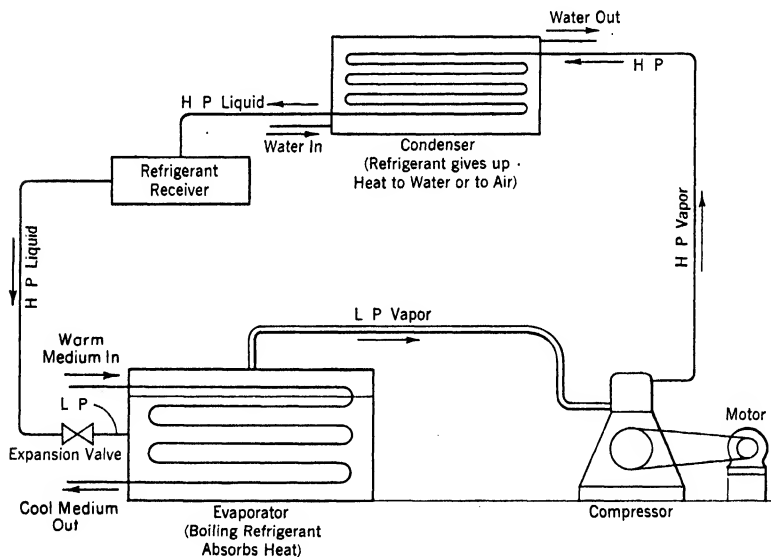 Water Out
H P
H P Liquid
Water In
Condenser
(Refrigerant gives up
Heat to Water or to Air)
Refrigerant
Receiver
H P Liquid
H P Vapor
L P Vapor
Warm
Medium In
L P
Expansion Valve
Cool Medium
Out
Evaporator
(Boiling Refrigerant
Absorbs Heat)
Motor
Compressor